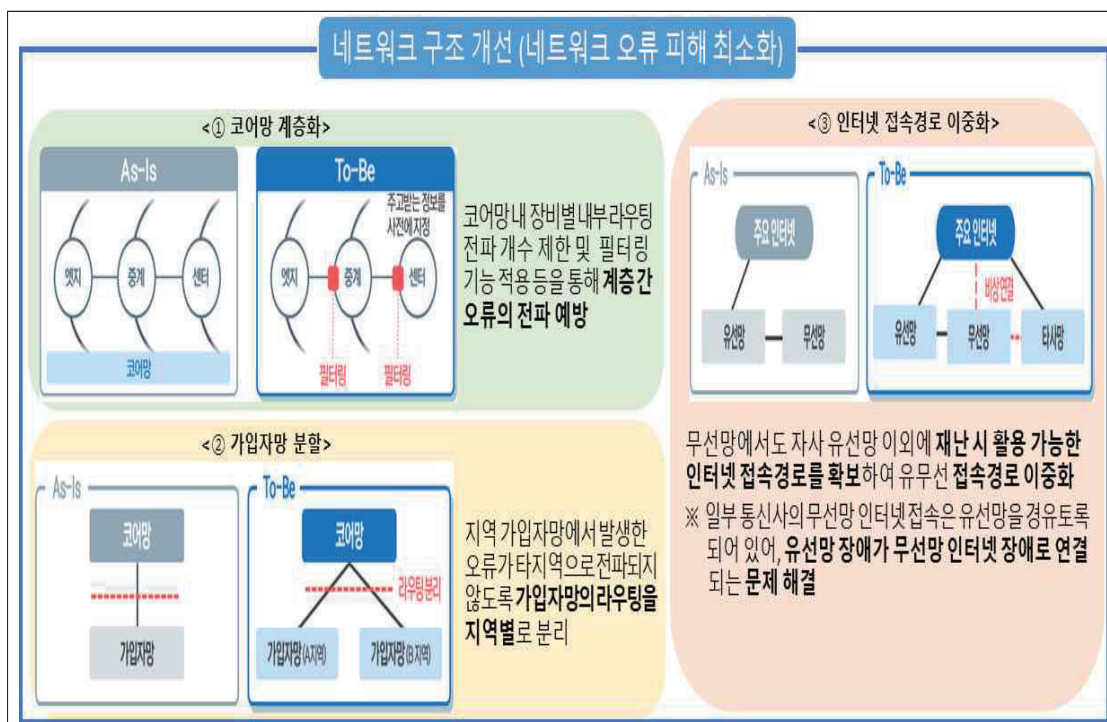 네트워크 구조 개선 (네트워크 오류 피해 최소화)
<① 코어망 계층화>
As-Is
엣지
중계
센터
코어망
To-Be
주고받는 정보를
사전에 지정
엣지
중계
센터
필터링
필터링
코어망 내 장비별 내부 라우팅
전파 개수 제한 및 필터링
기능 적용 등을 통해 계층 간
오류의 전파 예방
<② 가입자망 분할>
As-Is
코어망
가입자망
To-Be
코어망
라우팅 분리
가입자망 (A지역)
가입자망 (B지역)
지역 가입자망에서 발생한
오류가 타지역으로 전파되지
않도록 가입자망의 라우팅을
지역별로 분리
<③ 인터넷 접속경로 이중화>
As-Is
주요 인터넷
유선망
무선망
To-Be
주요 인터넷
비상연결
유선망
무선망
타사망
무선망에서도 자사 유선망 이외에 재난 시 활용 가능한
인터넷 접속경로를 확보하여 유무선 접속경로 이중화
※ 일부 통신사의 무선망 인터넷 접속은 유선망을 경유토록
되어 있어, 유선망 장애가 무선망 인터넷 장애로 연결
되는 문제 해결